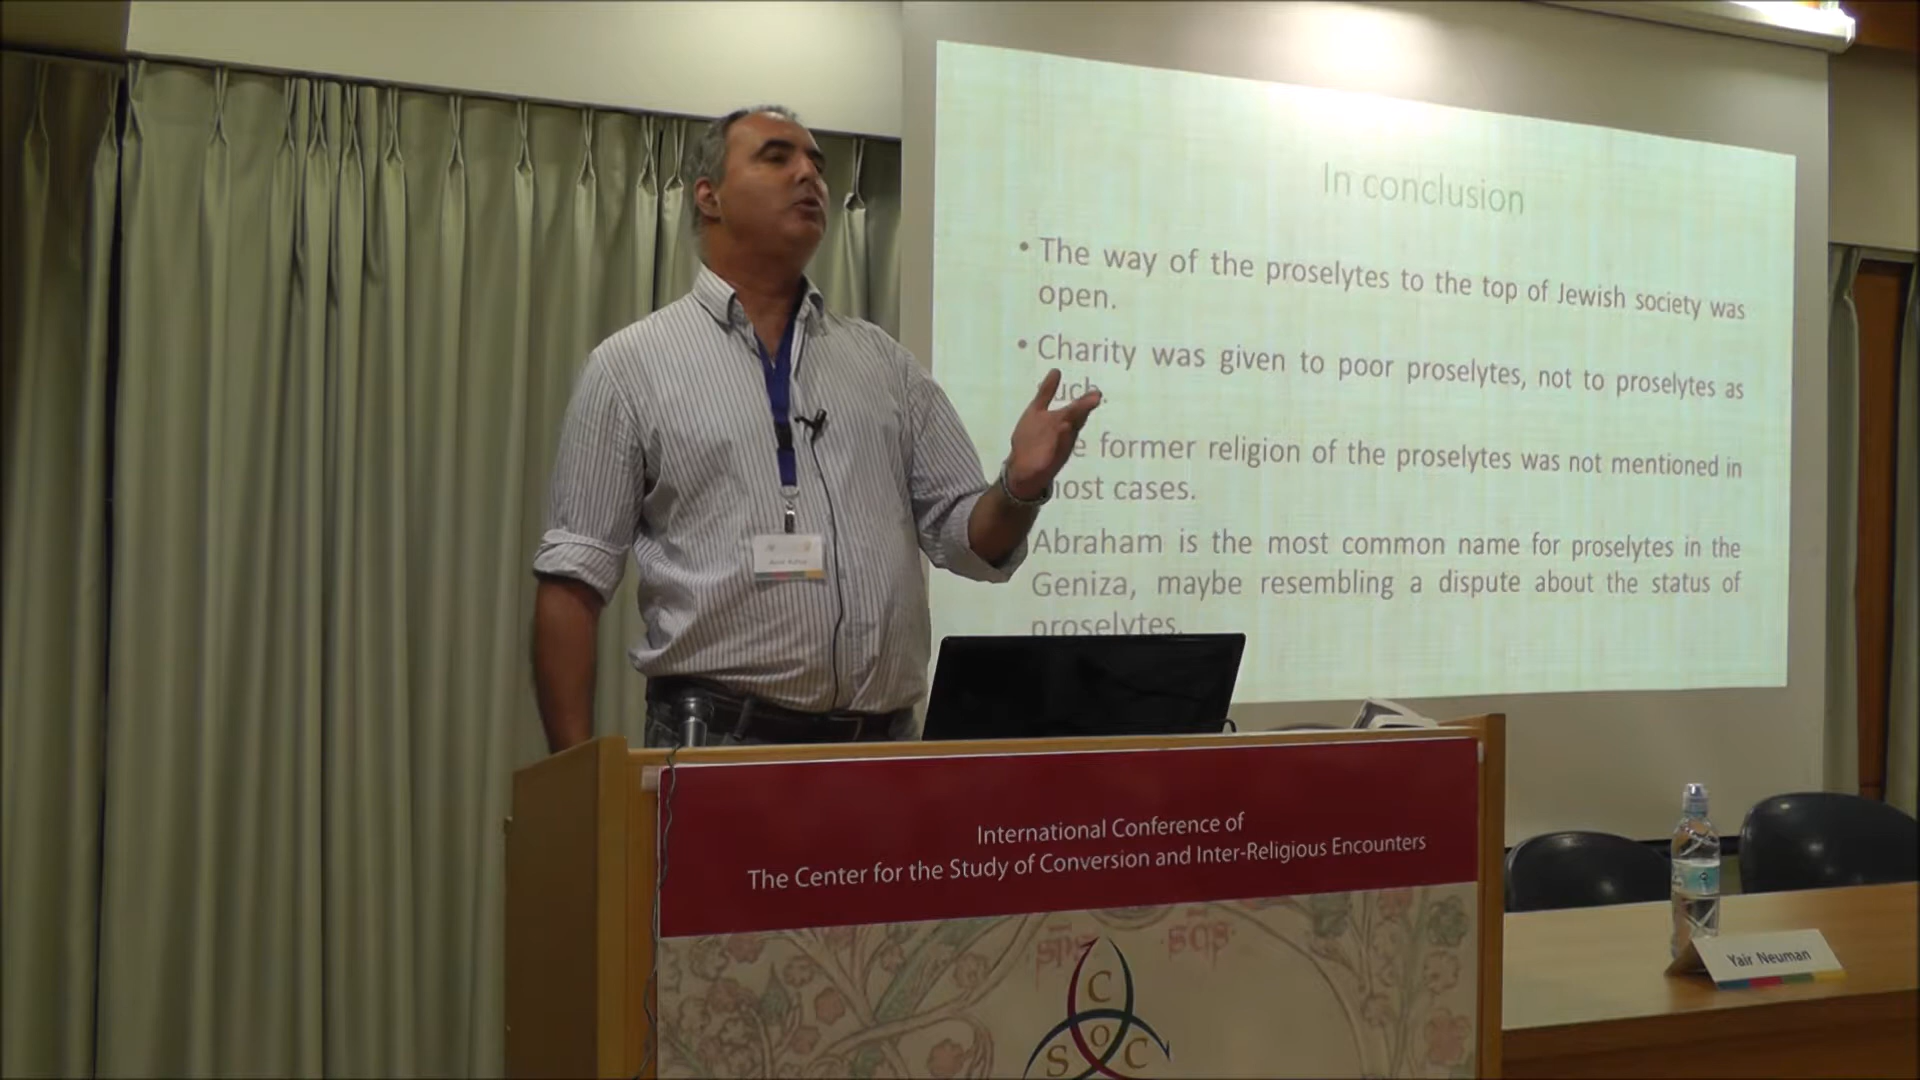 In conclusion
• The way of the proselytes to the top of Jewish society was
open.
• Charity was given to poor proselytes, not to proselytes as
such.
former religion of the proselytes was not mentioned in
most cases.
Abraham is the most common name for proselytes in the
Geniza, maybe resembling a dispute about the status of
proselytes.
International Conference of
The Center for the Study of Conversion and Inter-Religious Encounters
C
O
S C
Yair Neuman